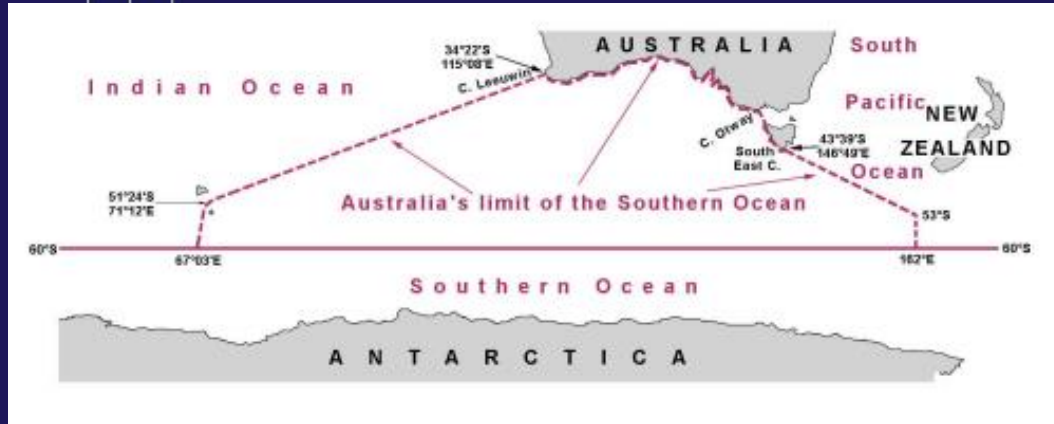 AUSTRALIA
South
34°22'S
115°08'E
C. Leeuwin
Indian Ocean
Pacific
NEW
ZEALAND
C. Otway
43°39'S
146°49'E
South
East C.
Ocean
51°24'S
71°12'E
Australia's limit of the Southern Ocean
53°S
60°S
60°S
67°03'E
162°E
Southern Ocean
ANTARCTICA